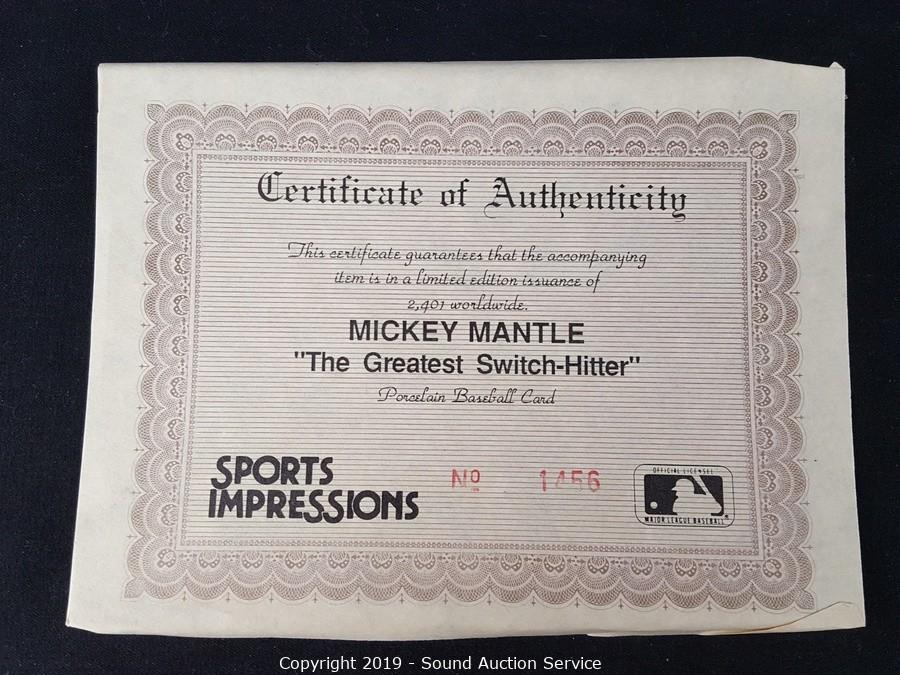 Certificate of Authenticity
This certificate guarantees that the accompanying
item is in a limited edition issuance of
2,401 worldwide.
MICKEY MANTLE
"The Greatest Switch-Hitter"
Porcelain Baseball Card
SPORTS
IMPRESSIONS
Nº 1456
OFFICIAL LICENSEE
MAJOR LEAGUE BASEBALL
Copyright 2019 - Sound Auction Service